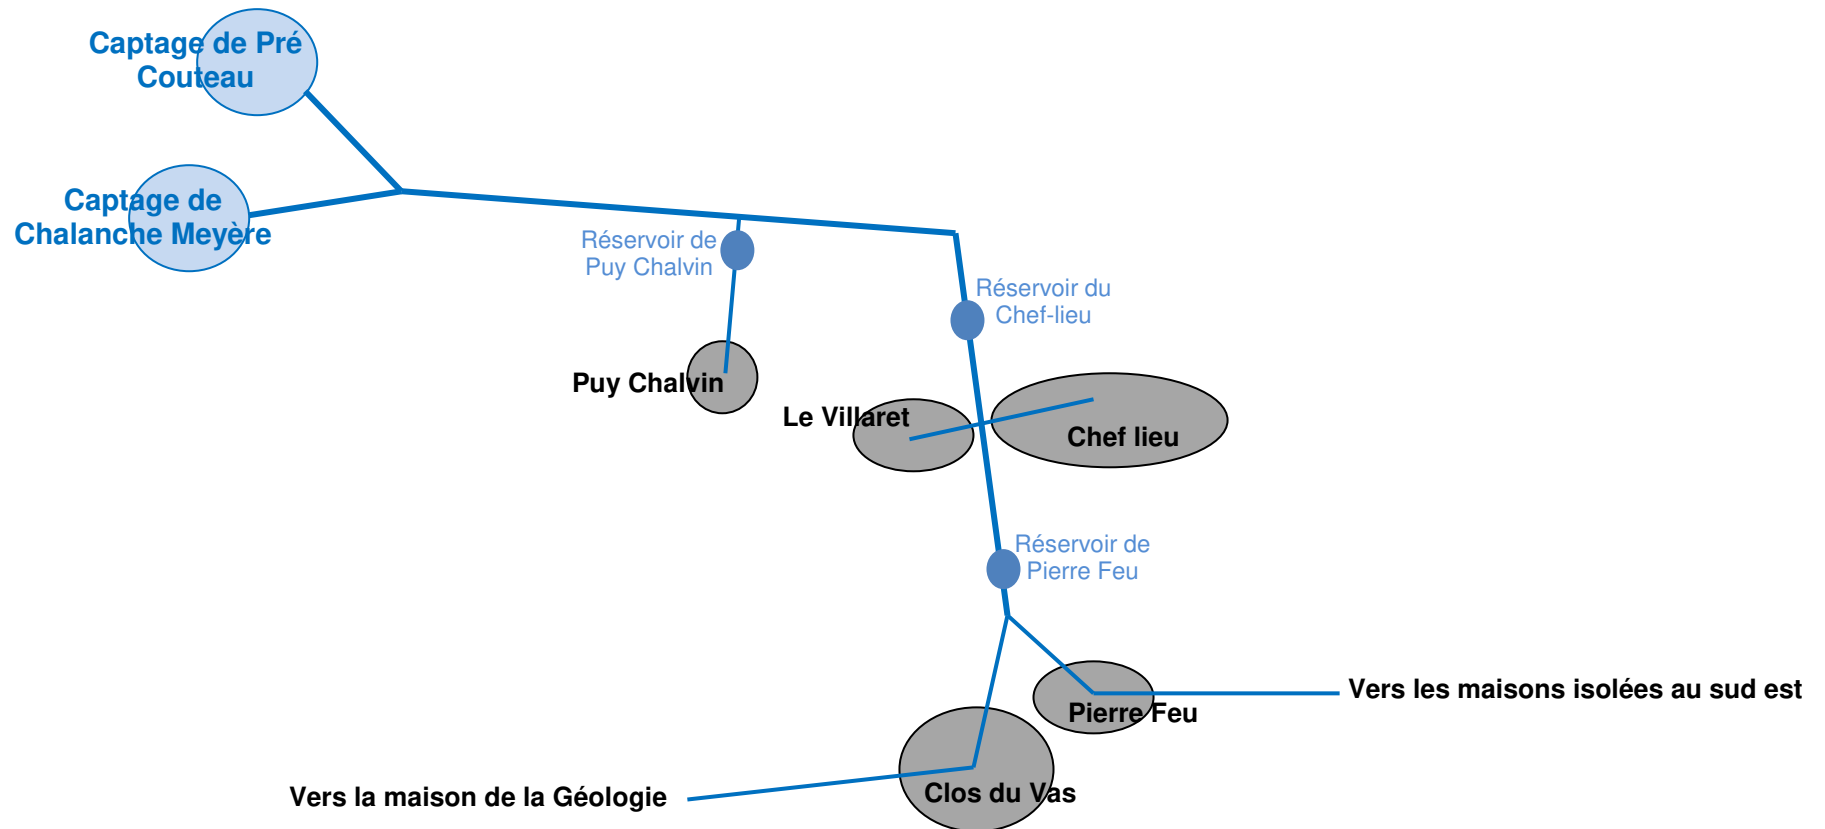 Captage de Pré
Couteau
Captage de
Chalanche Meyère
Réservoir de
Puy Chalvin
Réservoir du
Chef-lieu
Puy Chalvin
Le Villaret
Chef lieu
Réservoir de
Pierre Feu
Vers les maisons isolées au sud est
Pierre Feu
Clos du Vas
Vers la maison de la Géologie